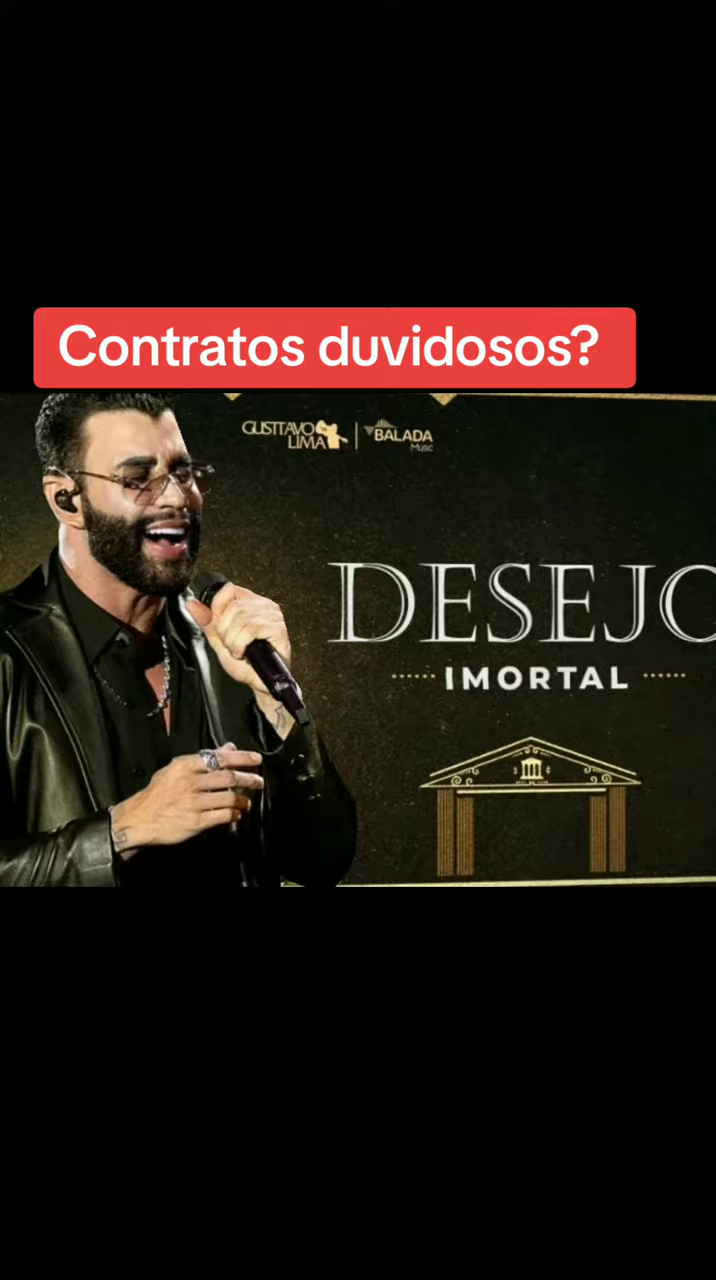 Contratos duvidosos?
GUSTTAVO
LIMA
BALADA
Music
DESEJO
IMORTAL